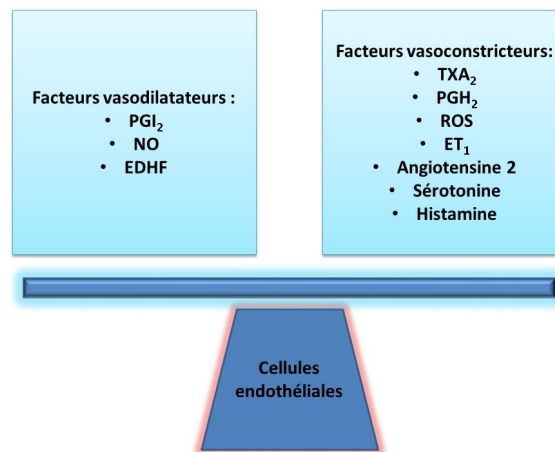 Facteurs vasodilatateurs :
• PGI₂
• NO
• EDHF
Facteurs vasoconstricteurs:
• TXA₂
• PGH₂
• ROS
• ET₁
• Angiotensine 2
• Sérotonine
• Histamine
Cellules
endothéliales